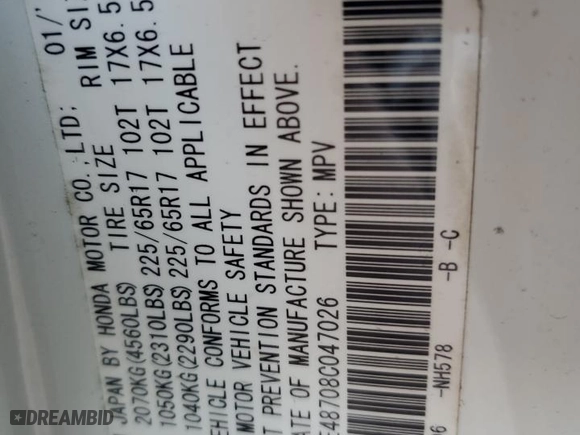 JAPAN BY HONDA MOTOR CO.,LTD; 01/
TIRE SIZE RIM SI
2070KG(4560LBS)
1050KG(2310LBS) 225/65R17 102T 17X6.5
1040KG(2290LBS) 225/65R17 102T 17X6.5
EHICLE CONFORMS TO ALL APPLICABLE
MOTOR VEHICLE SAFETY
T PREVENTION STANDARDS IN EFFECT
ATE OF MANUFACTURE SHOWN ABOVE.
E48708C047026 TYPE: MPV
-NH578 -B -C
DREAMBID